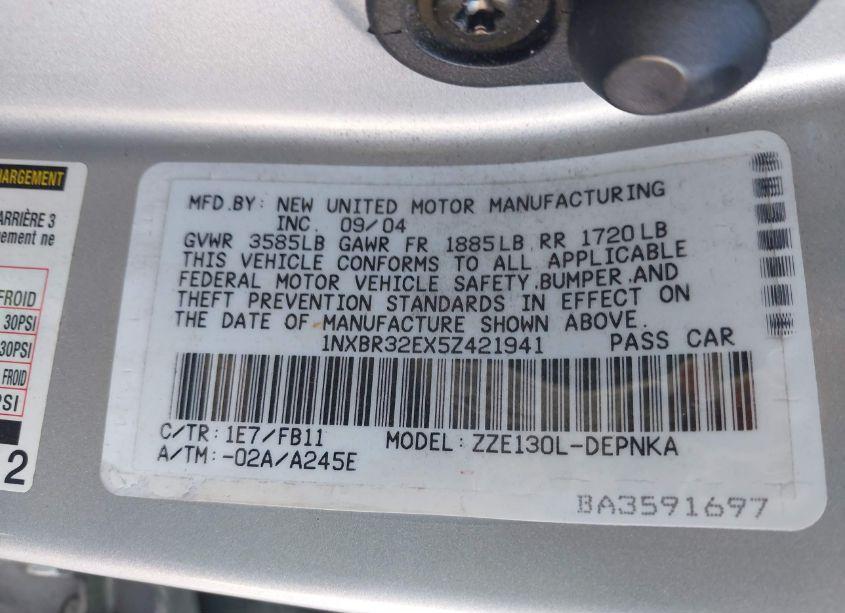 HARGEMENT
ARRIÈRE 3
gement ne
FROID
30PSI
30PSI
FROID
PSI
2
MFD.BY: NEW UNITED MOTOR MANUFACTURING
INC. 09/04
GVWR 3585LB GAWR FR 1885LB RR 1720LB
THIS VEHICLE CONFORMS TO ALL APPLICABLE
FEDERAL MOTOR VEHICLE SAFETY,BUMPER,AND
THEFT PREVENTION STANDARDS IN EFFECT ON
THE DATE OF MANUFACTURE SHOWN ABOVE.
1NXBR32EX5Z421941 PASS CAR
C/TR: 1E7/FB11 MODEL: ZZE130L-DEPNKA
A/TM: -02A/A245E
BA3591697